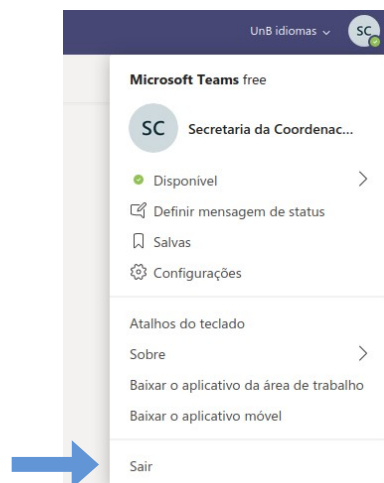 UnB idiomas
SC
Microsoft Teams free
SC
Secretaria da Coordenac...
Disponível
Definir mensagem de status
Salvas
Configurações
Atalhos do teclado
Sobre
Baixar o aplicativo da área de trabalho
Baixar o aplicativo móvel
Sair